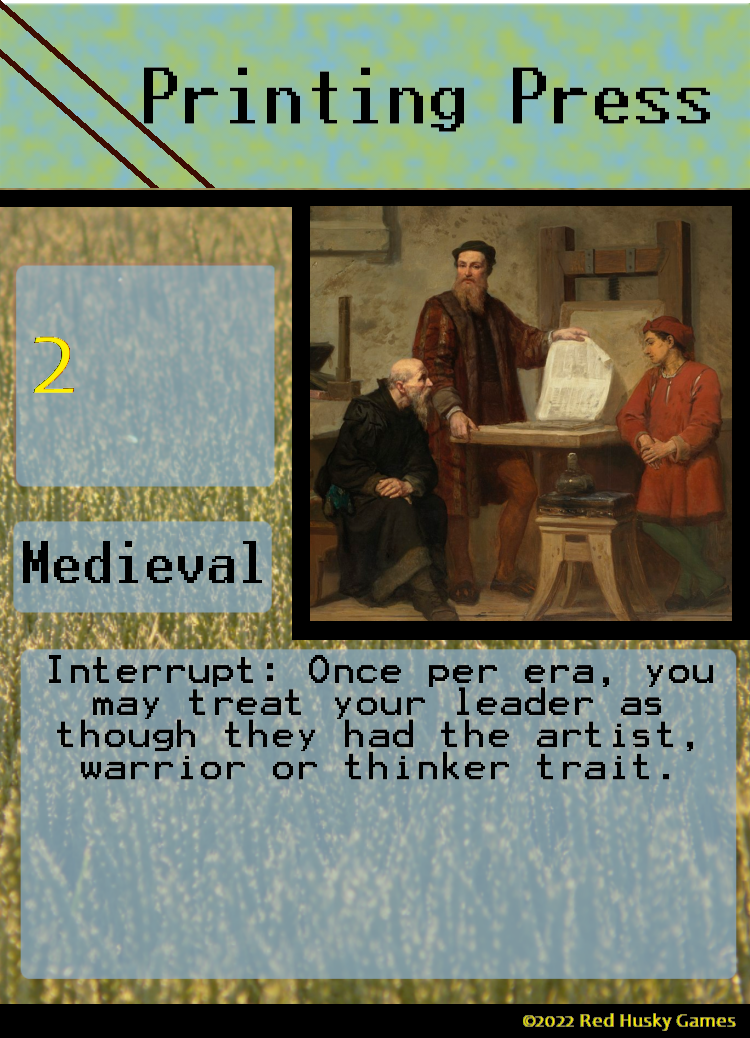 Printing Press
2
Medieval
Interrupt: Once per era, you
may treat your leader as
though they had the artist,
warrior or thinker trait.
©2022 Red Husky Games